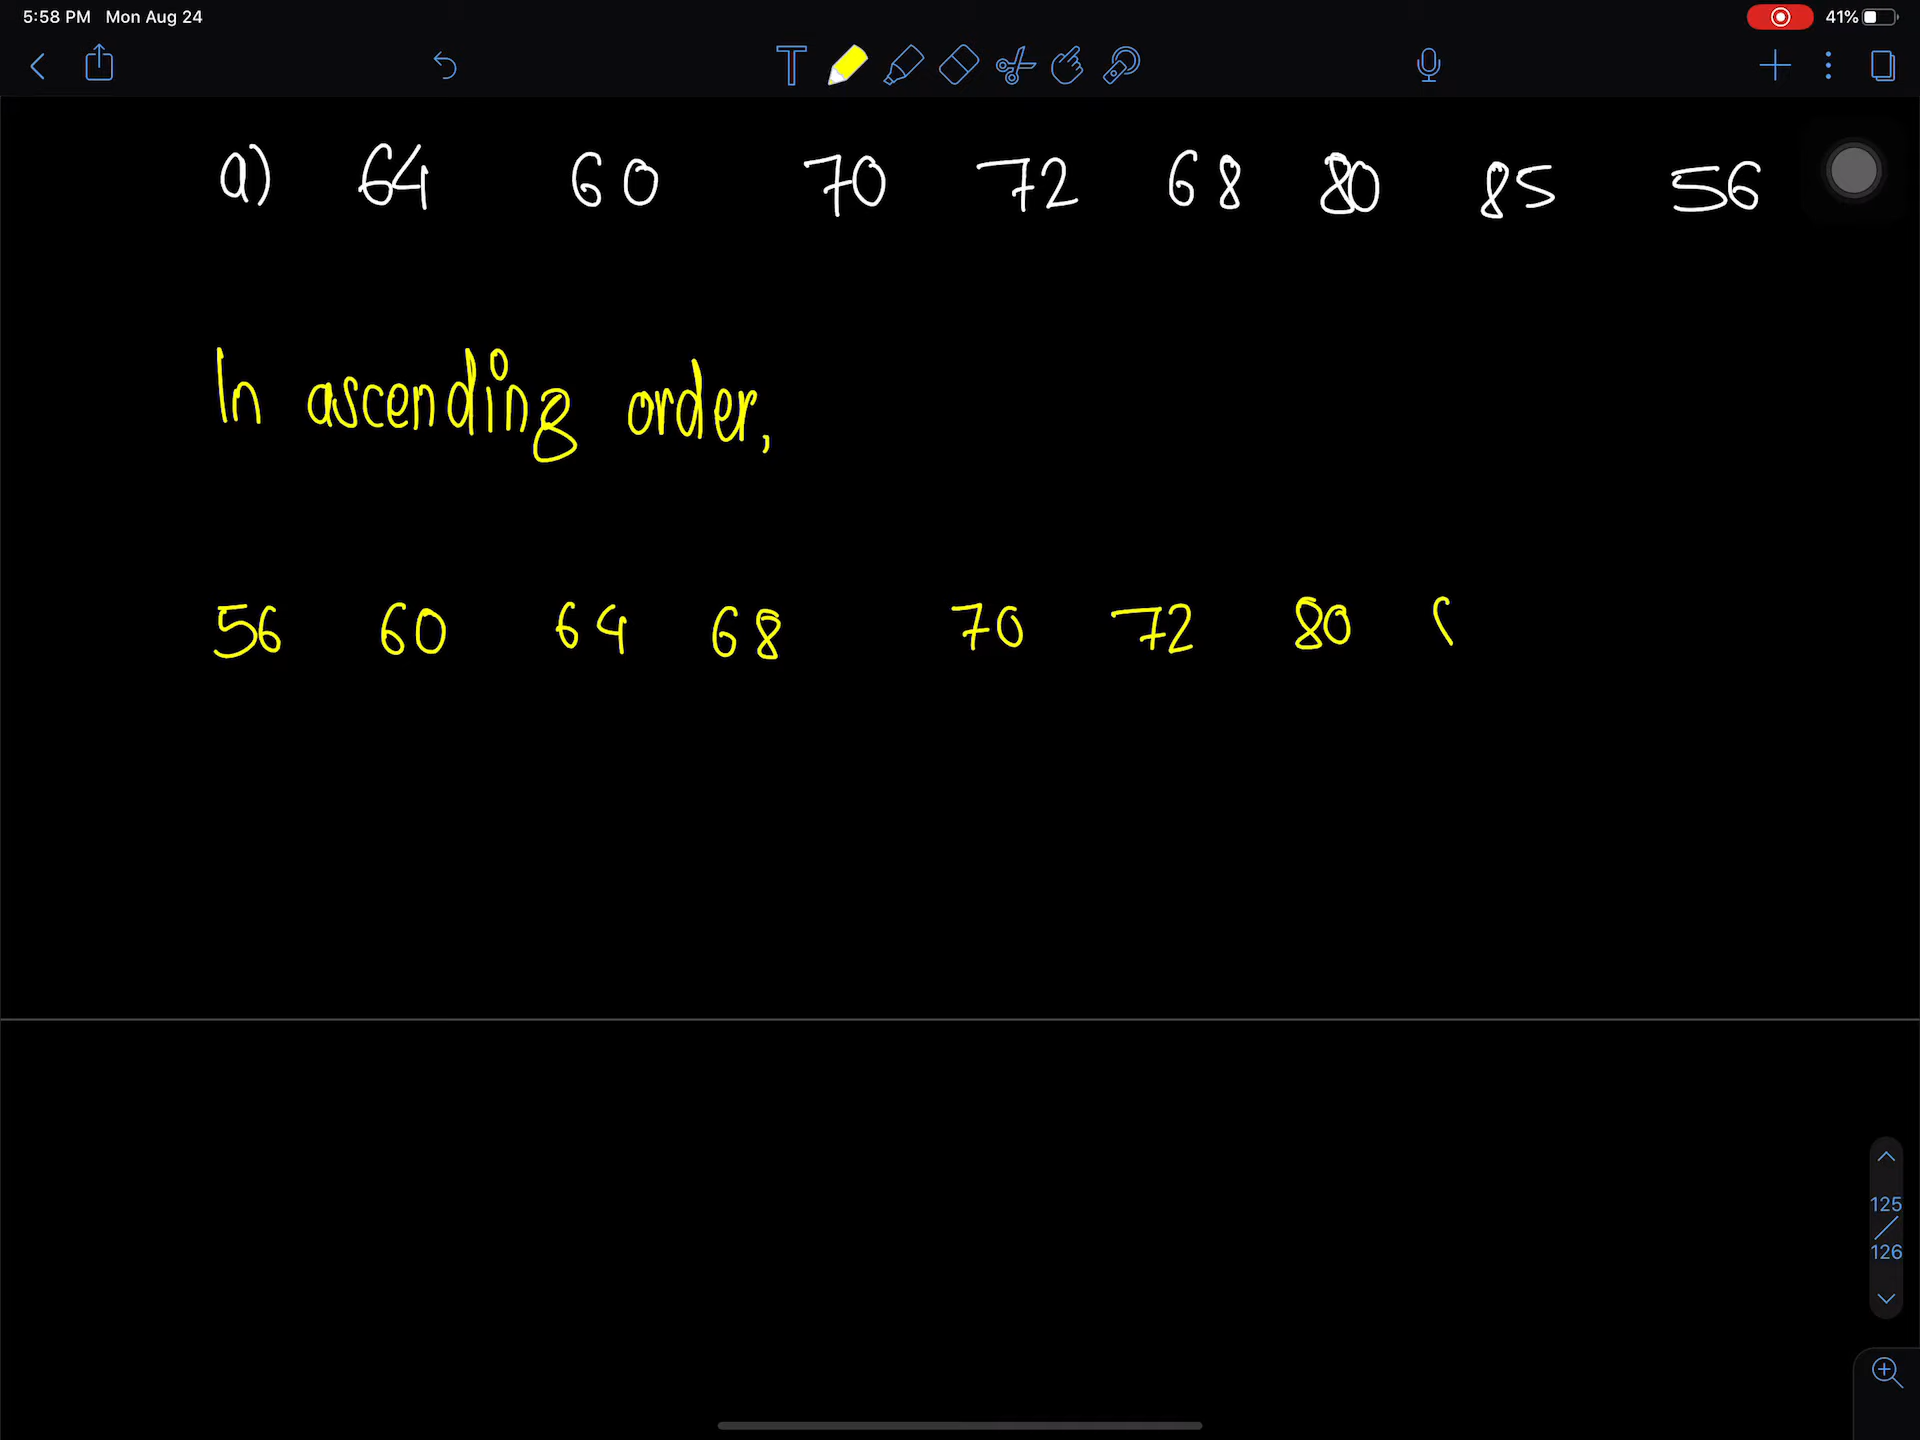 5:58 PM Mon Aug 24 41%
a) 64 60 70 72 68 80 85 56
In ascending order,
56 60 64 68 70 72 80
125
126